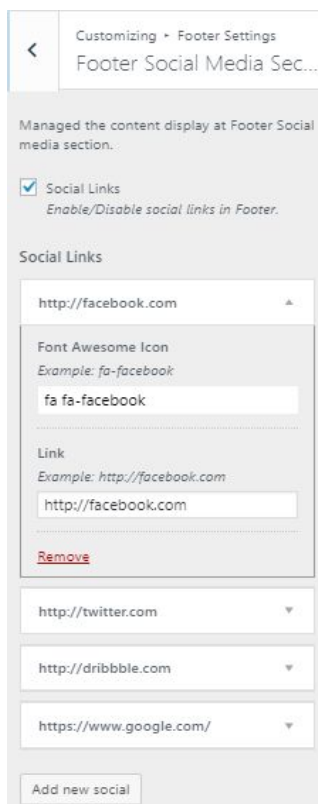 Customizing ▸ Footer Settings
Footer Social Media Sec...
Managed the content display at Footer Social
media section.
Social Links
Enable/Disable social links in Footer.
Social Links
http://facebook.com
Font Awesome Icon
Example: fa-facebook
fa fa-facebook
Link
Example: http://facebook.com
http://facebook.com
Remove
http://twitter.com
http://dribbble.com
https://www.google.com/
Add new social